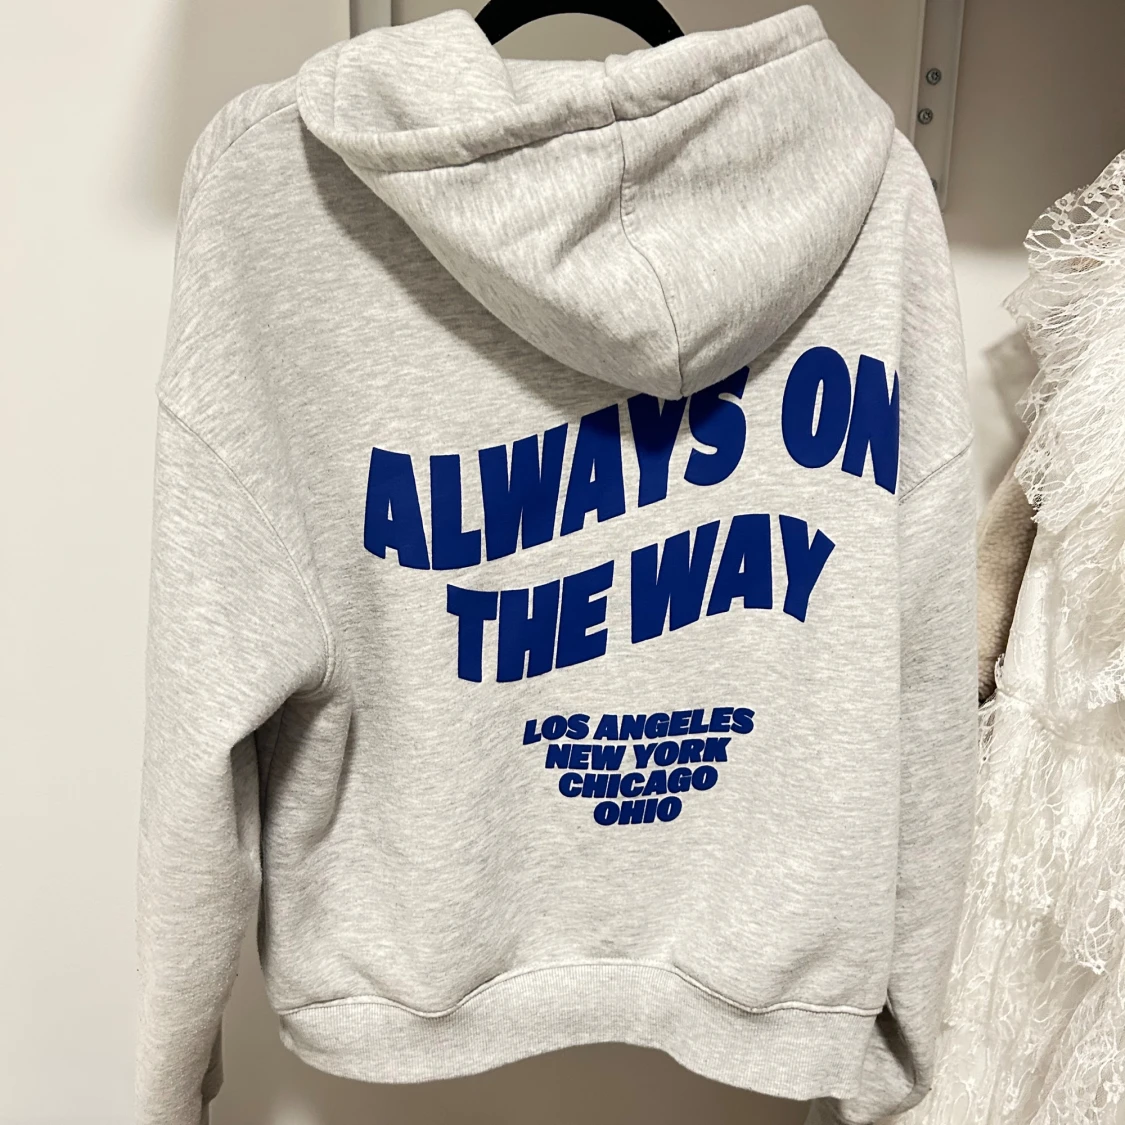 ALWAYS ON
THE WAY
LOS ANGELES
NEW YORK
CHICAGO
OHIO